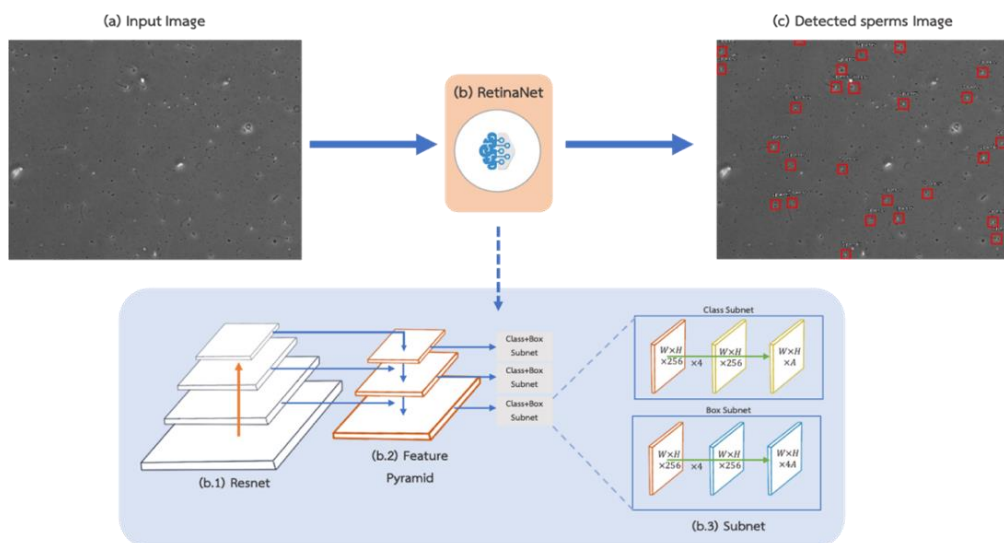 (a) Input Image
(c) Detected sperms Image
(b) RetinaNet
Class+Box
Subnet
Class+Box
Subnet
Class+Box
Subnet
(b.1) Resnet
(b.2) Feature
Pyramid
Class Subnet
W×H
×256
×4
W×H
×256
W×H
×A
Box Subnet
W×H
×256
×4
W×H
×256
W×H
×4A
(b.3) Subnet